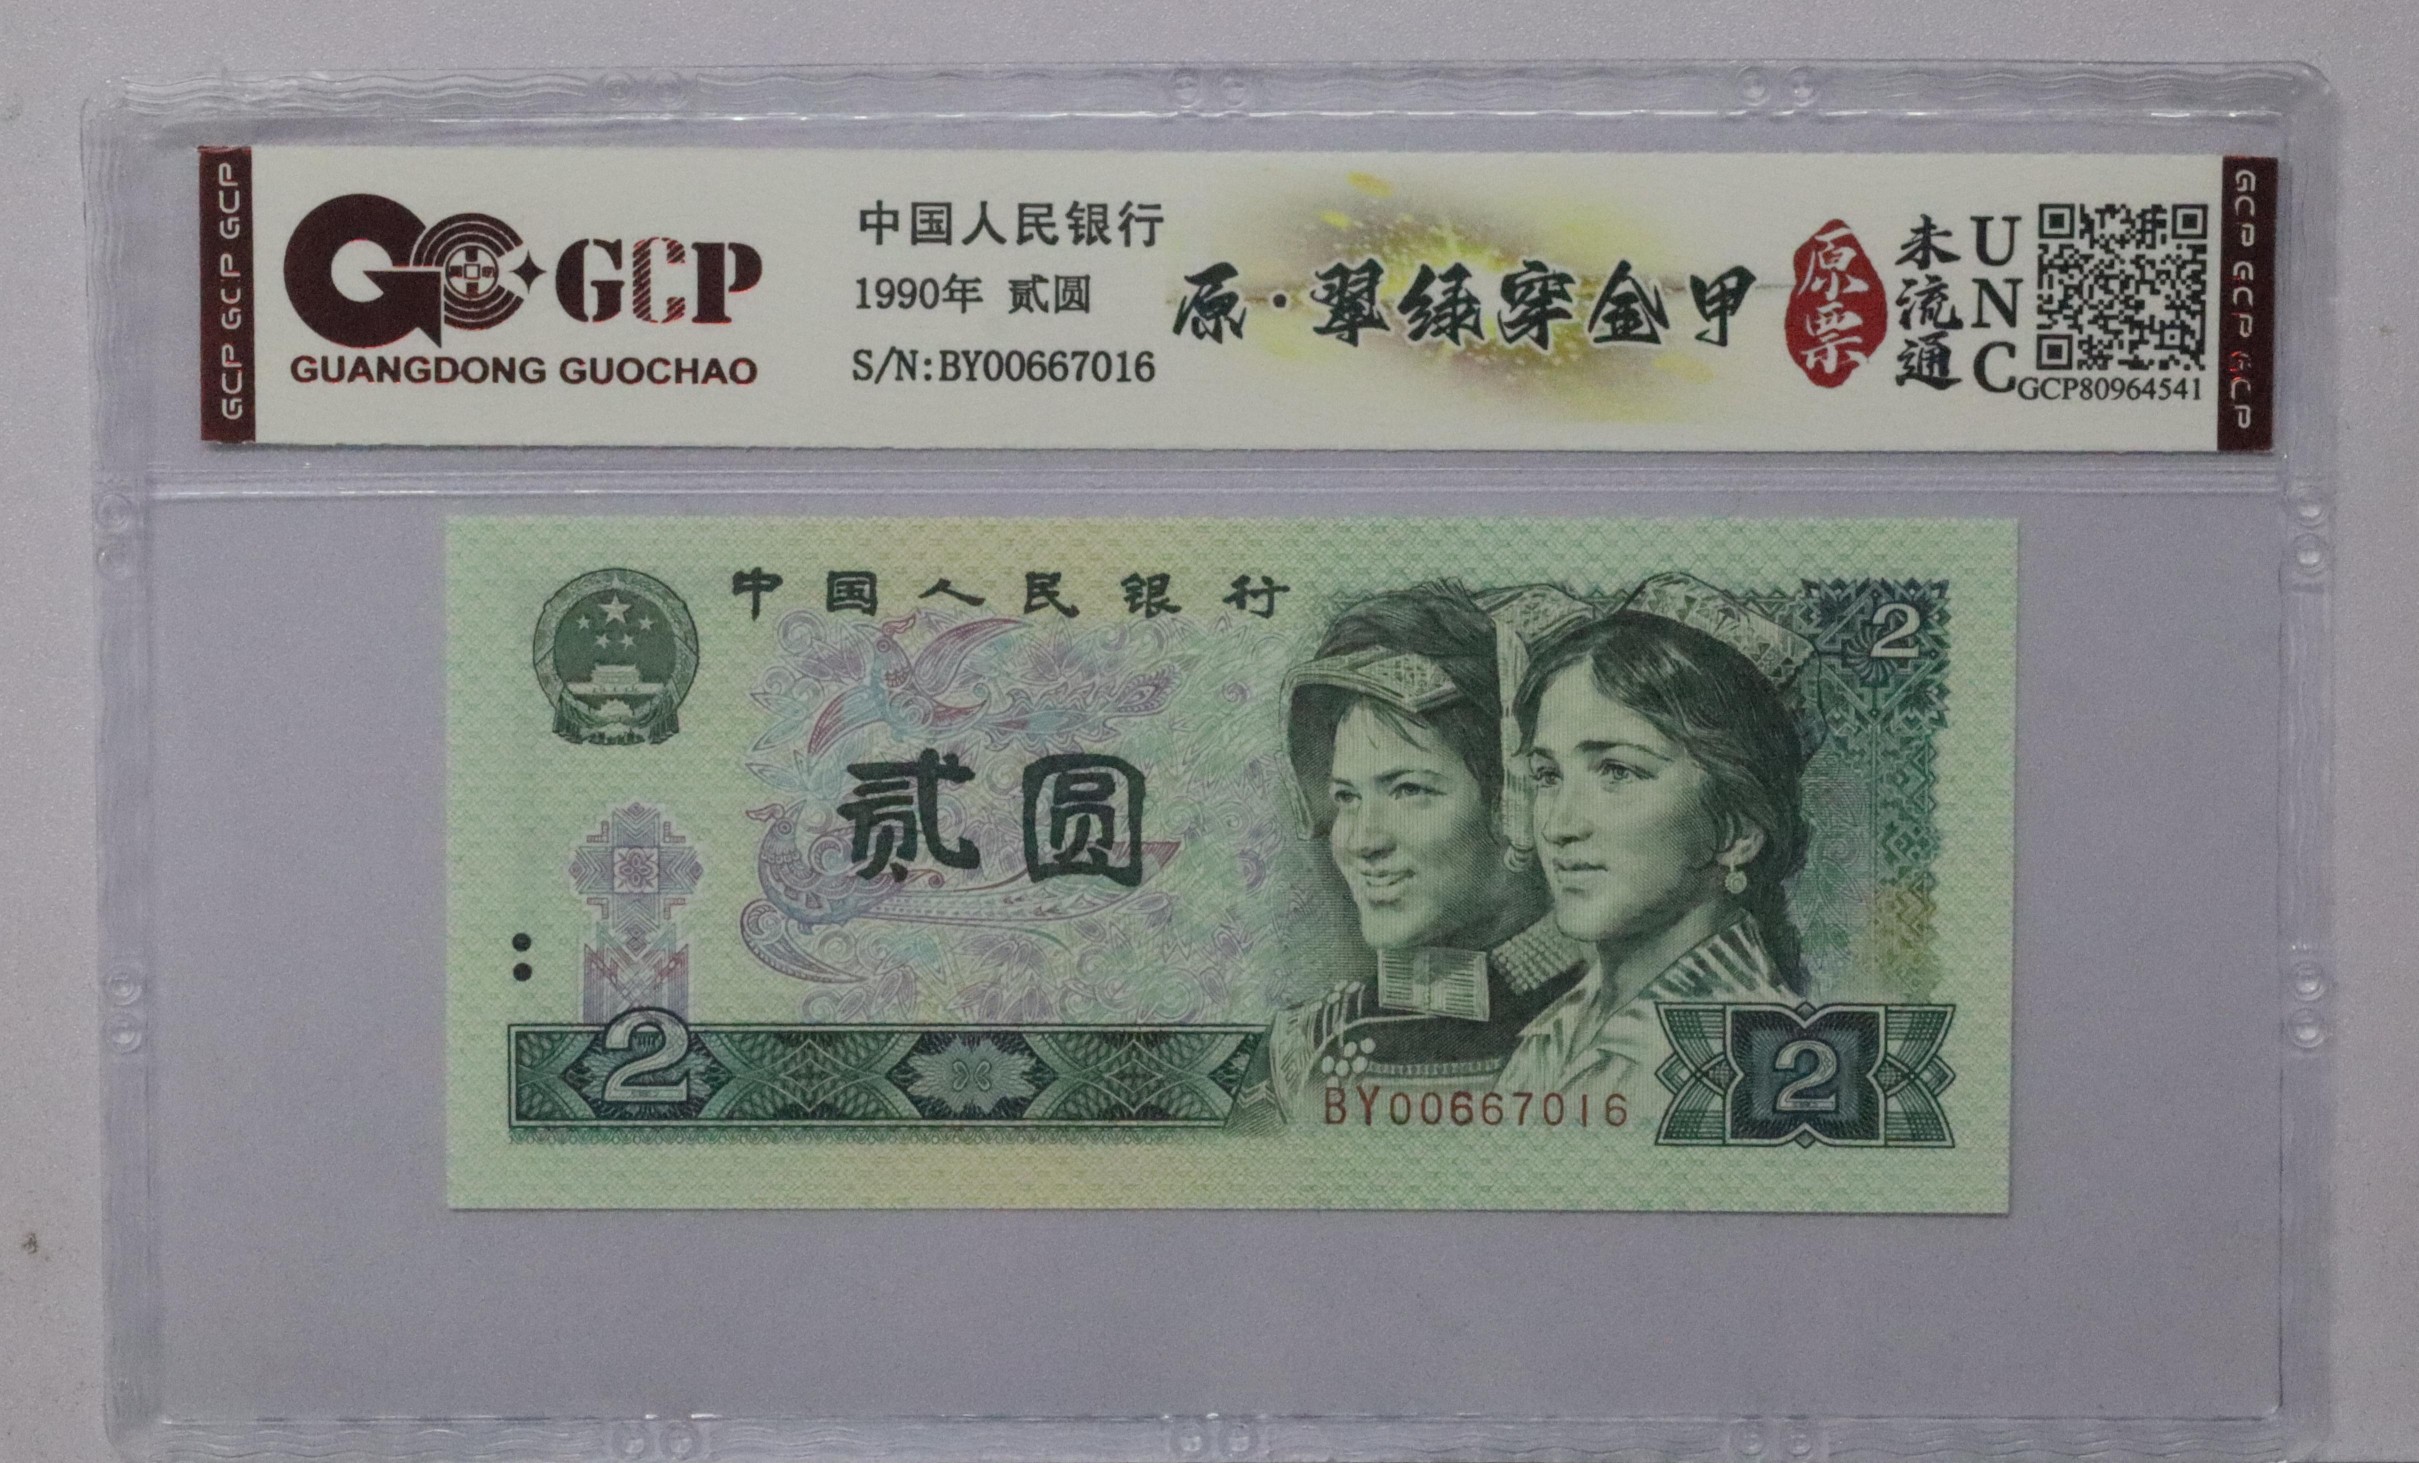 GCP GCP GCP
GCP
GUANGDONG GUOCHAO
中国人民银行
1990年 贰圆
S/N:BY00667016
原·翠绿穿金甲
原票
未流通
UNC
GCP80964541
GCP GCP GCP
中国人民银行
2
贰圆
2
BY00667016
2